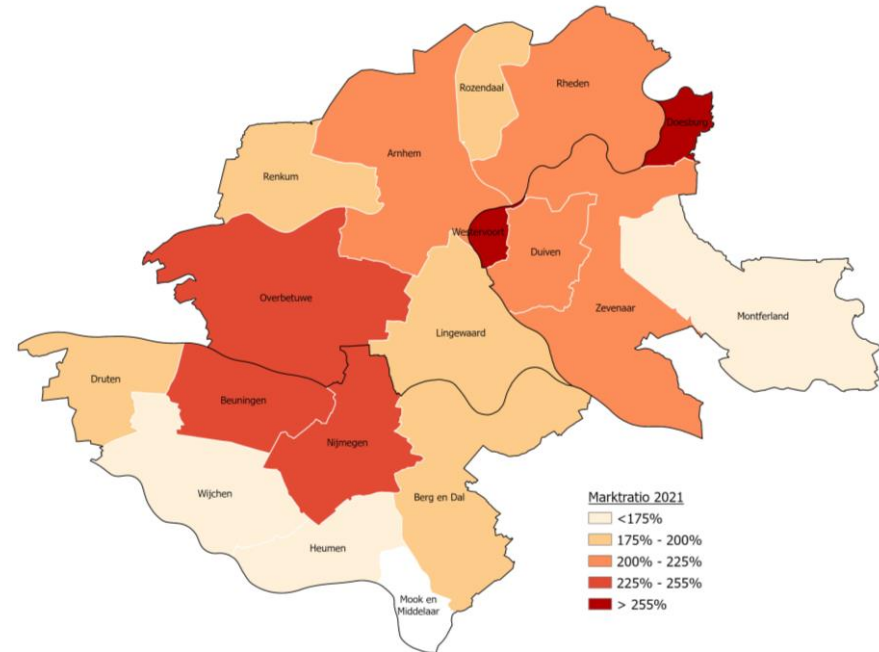 Rozendaal
Rheden
Doesburg
Arnhem
Renkum
Westervoort
Duiven
Overbetuwe
Zevenaar
Montferland
Lingewaard
Druten
Beuningen
Nijmegen
Wijchen
Berg en Dal
Heumen
Mook en
Middelaar
Marktratio 2021
<175%
175% - 200%
200% - 225%
225% - 255%
> 255%